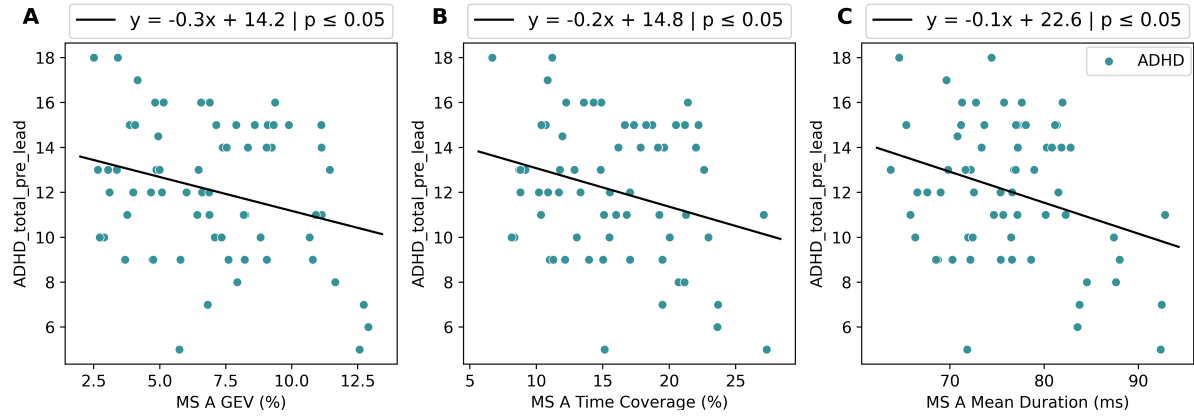 A
y = -0.3x + 14.2 | p ≤ 0.05
ADHD_total_pre_lead
18
16
14
12
10
8
6
2.5 5.0 7.5 10.0 12.5
MS A GEV (%)
B
y = -0.2x + 14.8 | p ≤ 0.05
ADHD_total_pre_lead
18
16
14
12
10
8
6
5 10 15 20 25
MS A Time Coverage (%)
C
y = -0.1x + 22.6 | p ≤ 0.05
ADHD
ADHD_total_pre_lead
18
16
14
12
10
8
6
70 80 90
MS A Mean Duration (ms)